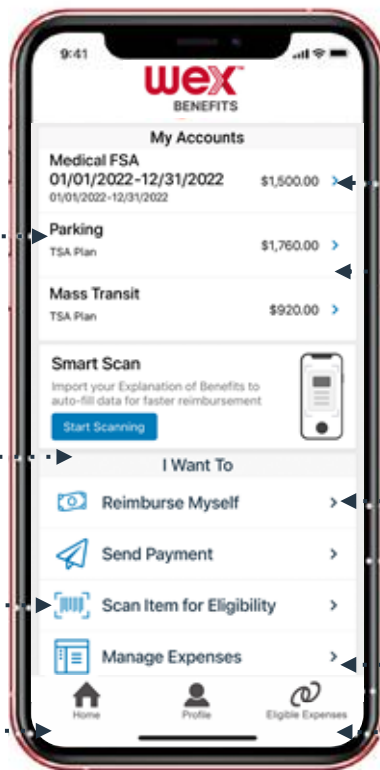 9:41
wex
BENEFITS
My Accounts
Medical FSA
01/01/2022-12/31/2022
$1,500.00
01/01/2022-12/31/2022
Parking
$1,760.00
TSA Plan
Mass Transit
$920.00
TSA Plan
Smart Scan
Import your Explanation of Benefits to
auto-fill data for faster reimbursement
Start Scanning
I Want To
Reimburse Myself
Send Payment
Scan Item for Eligibility
Manage Expenses
Home Profile Eligible Expenses